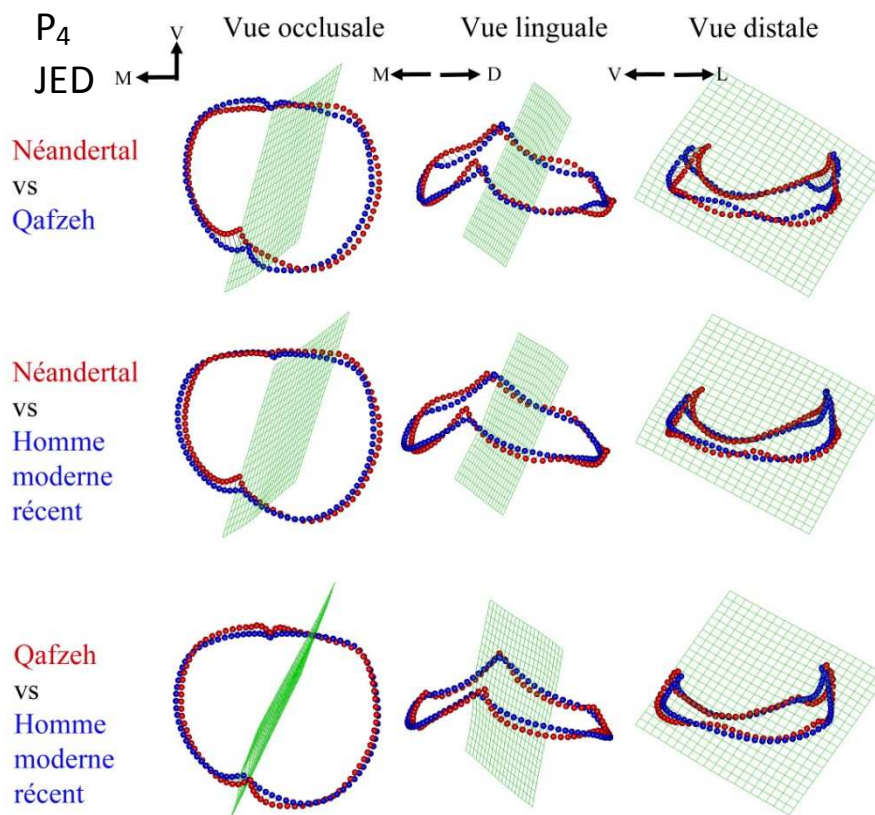 P₄
JED
V
M
Vue occlusale
Vue linguale
Vue distale
M D
V L
Néandertal
vs
Qafzeh
Néandertal
vs
Homme
moderne
récent
Qafzeh
vs
Homme
moderne
récent